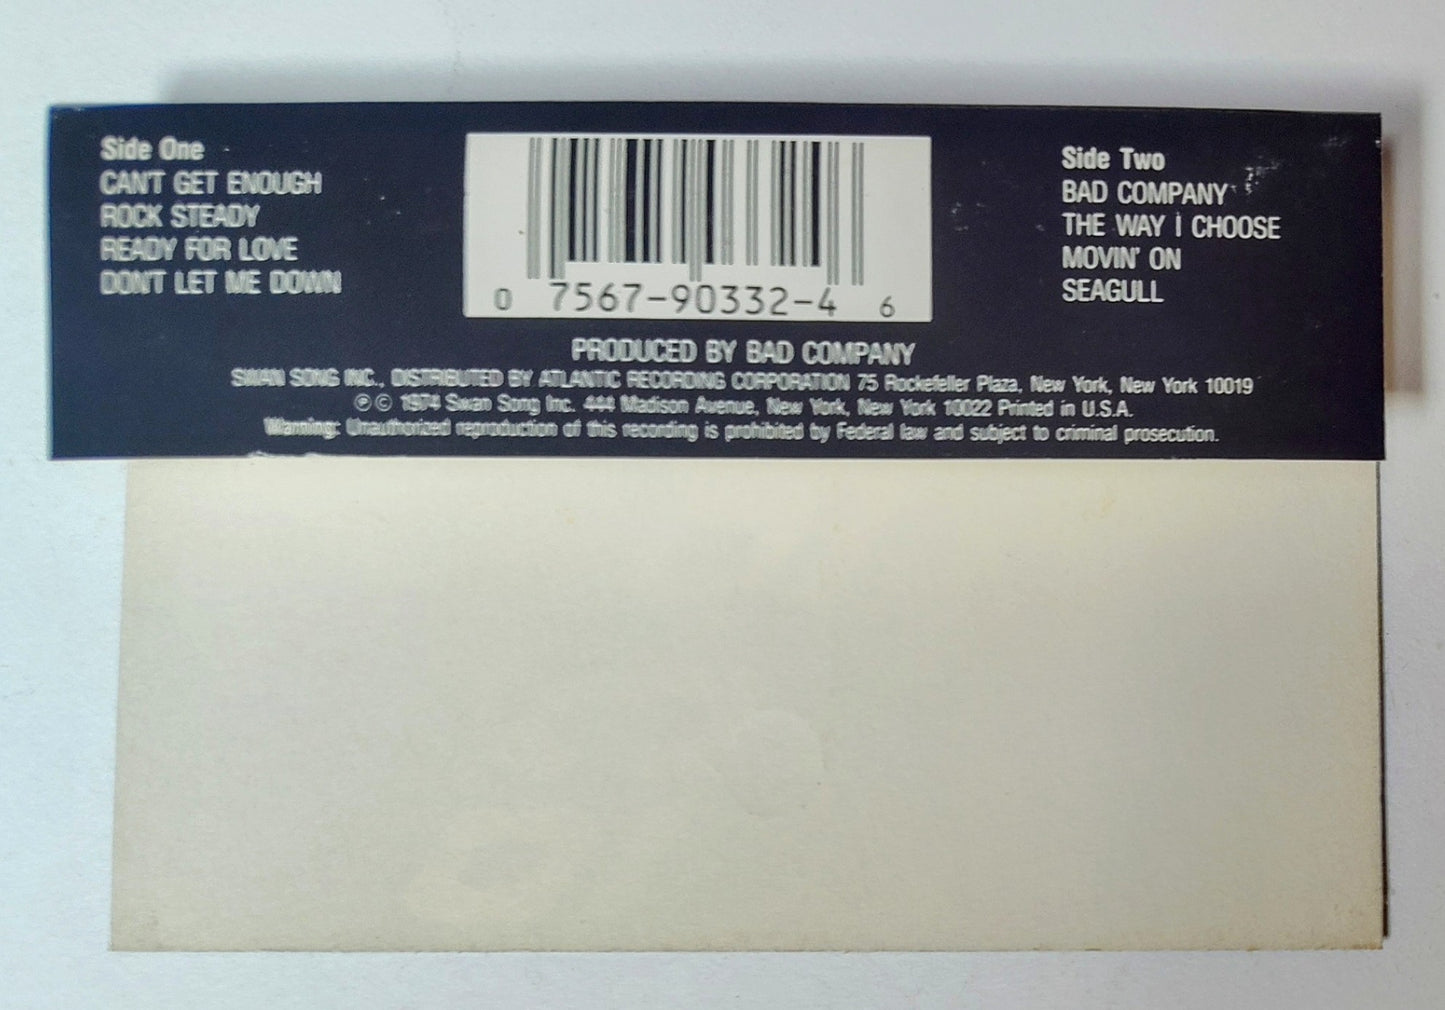 Side One
CAN'T GET ENOUGH
ROCK STEADY
READY FOR LOVE
DON'T LET ME DOWN
0 7567-90332-4 6
Side Two
BAD COMPANY
THE WAY I CHOOSE
MOVIN' ON
SEAGULL
PRODUCED BY BAD COMPANY
SWAN SONG INC., DISTRIBUTED BY ATLANTIC RECORDING CORPORATION 75 Rockefeller Plaza, New York, New York 10019
℗ © 1974 Swan Song Inc. 444 Madison Avenue, New York, New York 10022 Printed in U.S.A.
Warning: Unauthorized reproduction of this recording is prohibited by Federal law and subject to criminal prosecution.